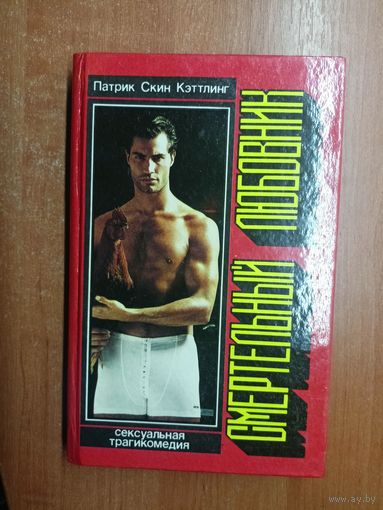 Патрик Скин Кэттлинг
СМЕРТЕЛЬНЫЙ ЛЮБОВНИК
сексуальная
трагикомедия
www.ay.by